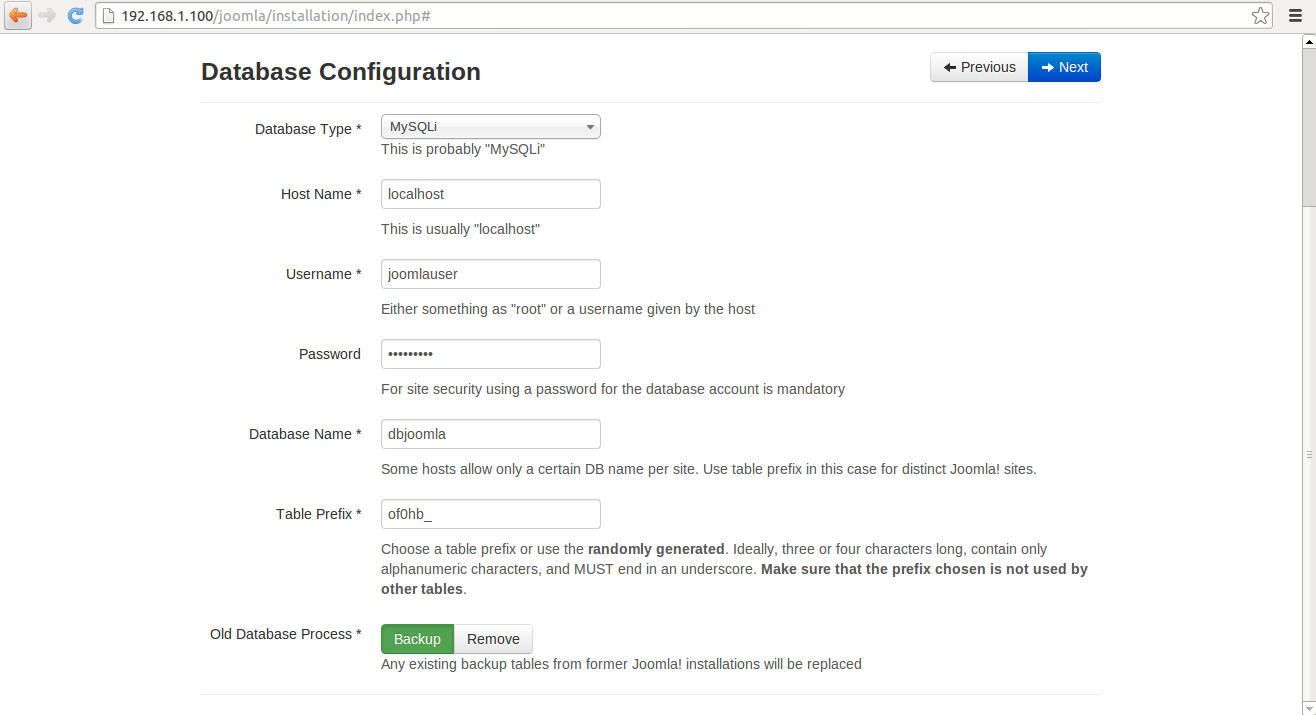 192.168.1.100/joomla/installation/index.php#
Database Configuration
Previous
Next
Database Type *
MySQLi
This is probably "MySQLi"
Host Name *
localhost
This is usually "localhost"
Username *
joomlauser
Either something as "root" or a username given by the host
Password
•••••••••
For site security using a password for the database account is mandatory
Database Name *
dbjoomla
Some hosts allow only a certain DB name per site. Use table prefix in this case for distinct Joomla! sites.
Table Prefix *
of0hb_
Choose a table prefix or use the randomly generated. Ideally, three or four characters long, contain only
alphanumeric characters, and MUST end in an underscore. Make sure that the prefix chosen is not used by
other tables.
Old Database Process *
Backup
Remove
Any existing backup tables from former Joomla! installations will be replaced